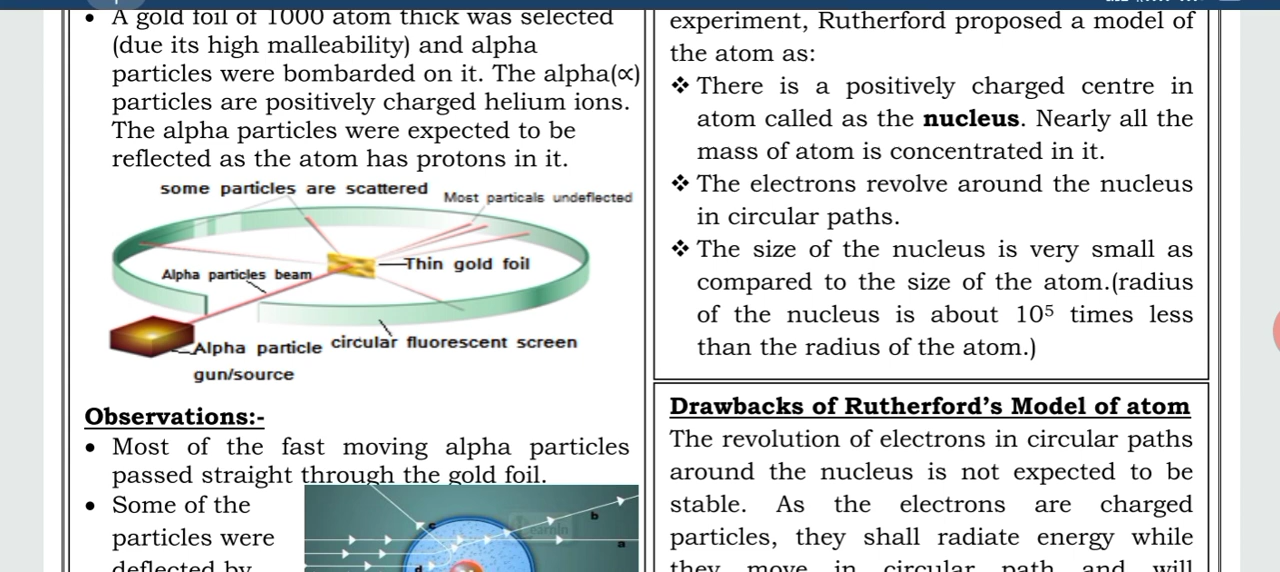 • A gold foil of 1000 atom thick was selected
(due its high malleability) and alpha
particles were bombarded on it. The alpha(∝)
particles are positively charged helium ions.
The alpha particles were expected to be
reflected as the atom has protons in it.
some particles are scattered
Most particals undeflected
Thin gold foil
Alpha particles beam
Alpha particle
gun/source
circular fluorescent screen
Observations:-
• Most of the fast moving alpha particles
passed straight through the gold foil.
• Some of the
particles were
deflected by
c
b
a
d
experiment, Rutherford proposed a model of
the atom as:
❖ There is a positively charged centre in
atom called as the nucleus. Nearly all the
mass of atom is concentrated in it.
❖ The electrons revolve around the nucleus
in circular paths.
❖ The size of the nucleus is very small as
compared to the size of the atom.(radius
of the nucleus is about 10⁵ times less
than the radius of the atom.)
Drawbacks of Rutherford's Model of atom
The revolution of electrons in circular paths
around the nucleus is not expected to be
stable. As the electrons are charged
particles, they shall radiate energy while
they move in circular path and will